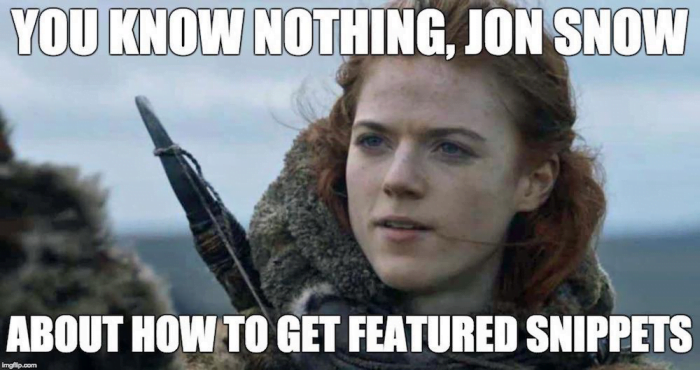 YOU KNOW NOTHING, JON SNOW
ABOUT HOW TO GET FEATURED SNIPPETS
imgflip.com